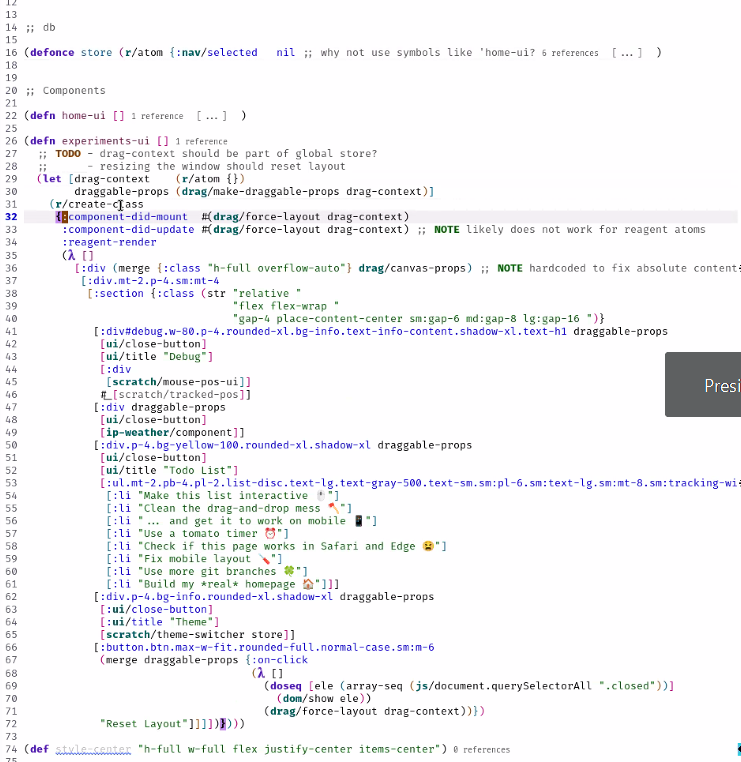 12
13
14 ;; db
15
16 (defonce store (r/atom {:nav/selected   nil ;; why not use symbols like 'home-ui? 6 references [...] )
18
19
20 ;; Components
21
22 (defn home-ui [] 1 reference [...] )
25
26 (defn experiments-ui [] 1 reference
27   ;; TODO - drag-context should be part of global store?
28   ;;      - resizing the window should reset layout
29   (let [drag-context    (r/atom {})
30         draggable-props (drag/make-draggable-props drag-context)]
31     (r/create-class
32      {:component-did-mount  #(drag/force-layout drag-context)
33       :component-did-update #(drag/force-layout drag-context) ;; NOTE likely does not work for reagent atoms
34       :reagent-render
35       (λ []
36         [:div (merge {:class "h-full overflow-auto"} drag/canvas-props) ;; NOTE hardcoded to fix absolute content
37          [:div.mt-2.p-4.sm:mt-4
38           [:section {:class (str "relative "
39                                  "flex flex-wrap "
40                                  "gap-4 place-content-center sm:gap-6 md:gap-8 lg:gap-16 ")}
41            [:div#debug.w-80.p-4.rounded-xl.bg-info.text-info-content.shadow-xl.text-h1 draggable-props
42             [ui/close-button]
43             [ui/title "Debug"]
44             [:div
45              [scratch/mouse-pos-ui]]
46             #_[scratch/tracked-pos]]
47            [:div draggable-props
48             [ui/close-button]
49             [ip-weather/component]]
50            [:div.p-4.bg-yellow-100.rounded-xl.shadow-xl draggable-props
51             [ui/close-button]
52             [ui/title "Todo List"]
53             [:ul.mt-2.pb-4.pl-2.list-disc.text-lg.text-gray-500.text-sm.sm:pl-6.sm:text-lg.sm:mt-8.sm:tracking-wi
54              [:li "Make this list interactive 🖱️"]
55              [:li "Clean the drag-and-drop mess 🪓"]
56              [:li "... and get it to work on mobile 📱"]
57              [:li "Use a tomato timer ⏰"]
58              [:li "Check if this page works in Safari and Edge 😫"]
59              [:li "Fix mobile layout 🪛"]
60              [:li "Use more git branches 🍀"]
61              [:li "Build my *real* homepage 🏠"]]]
62            [:div.p-4.bg-info.rounded-xl.shadow-xl draggable-props
63             [:ui/close-button]
64             [:ui/title "Theme"]
65             [scratch/theme-switcher store]]
66            [:button.btn.max-w-fit.rounded-full.normal-case.sm:m-6
67             (merge draggable-props {:on-click
68                                     (λ []
69                                       (doseq [ele (array-seq (js/document.querySelectorAll ".closed"))]
70                                         (dom/show ele))
71                                       (drag/force-layout drag-context))})
72             "Reset Layout"]]]])})))
73
74 (def style-center "h-full w-full flex justify-center items-center") 0 references
75
Presi